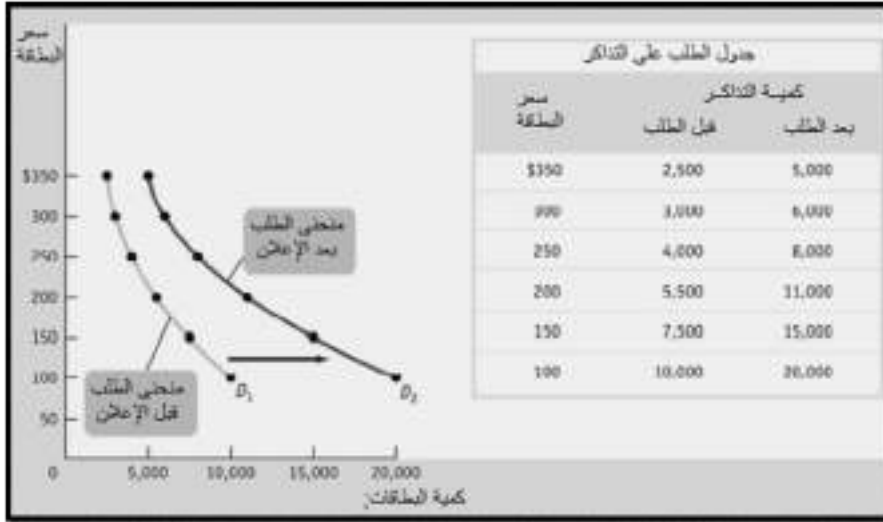 سعر
البطاقة
$350
300
250
200
150
100
50
0
5,000
10,000
15,000
20,000
كمية البطاقات:
منحنى الطلب
بعد الإعلان
منحنى الطلب
قبل الإعلان
D1
D2
جدول الطلب على التذاكر
سعر
البطاقة
كميـة التذاكـر
قبل الطلب
بعد الطلب
$350 2,500 5,000
300 3,000 6,000
250 4,000 8,000
200 5,500 11,000
150 7,500 15,000
100 10,000 20,000